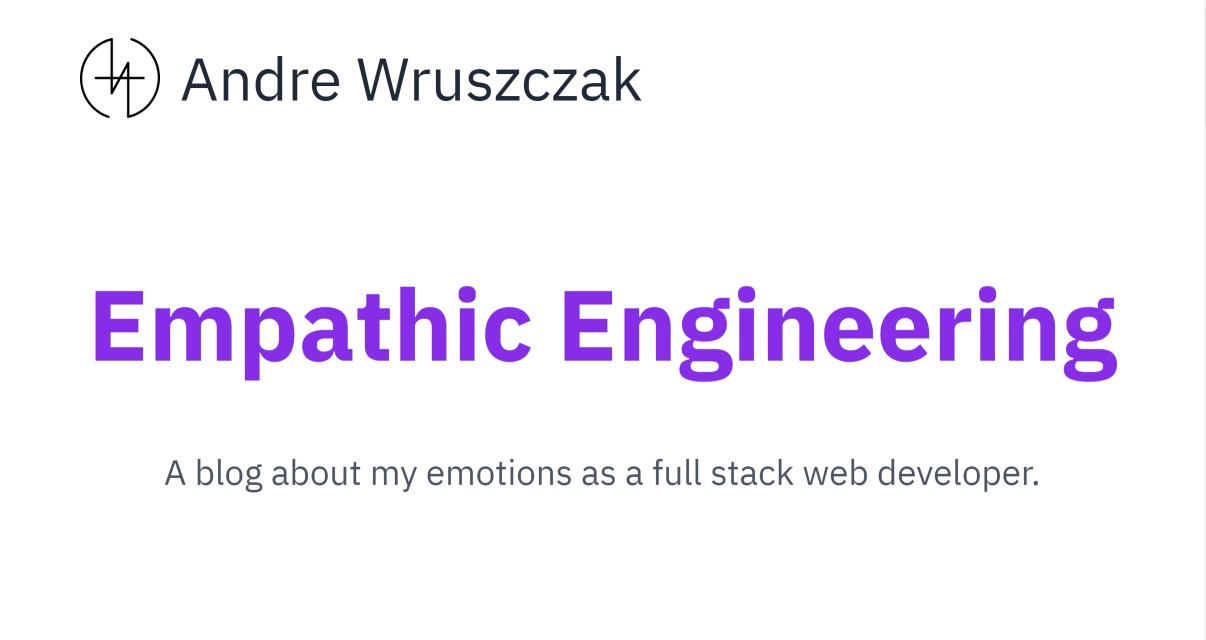 Andre Wruszczak
Empathic Engineering
A blog about my emotions as a full stack web developer.